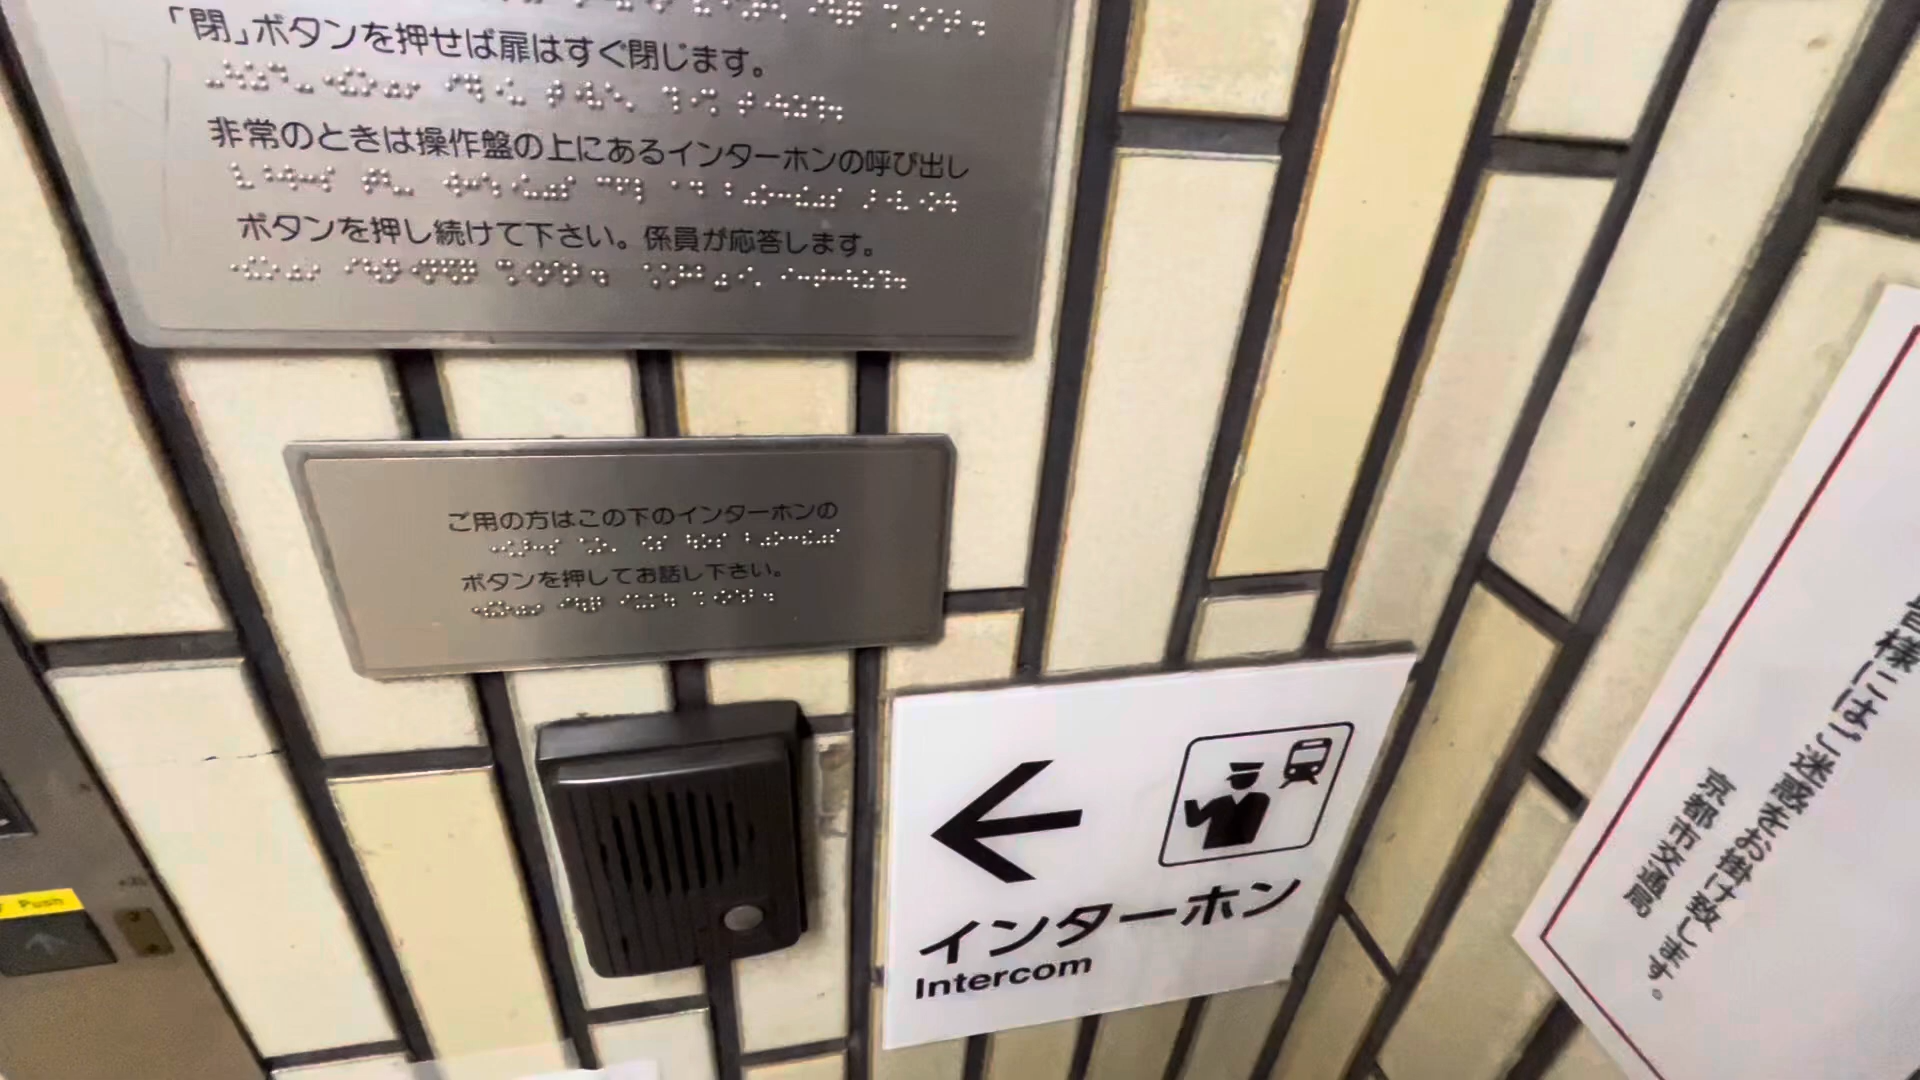 「閉」ボタンを押せば扉はすぐ閉じます。
非常のときは操作盤の上にあるインターホンの呼び出し
ボタンを押し続けて下さい。係員が応答します。
ご用の方はこの下のインターホンの
ボタンを押してお話し下さい。
インターホン
Intercom
Push
様にはご迷惑をお掛け致します。
京都市交通局